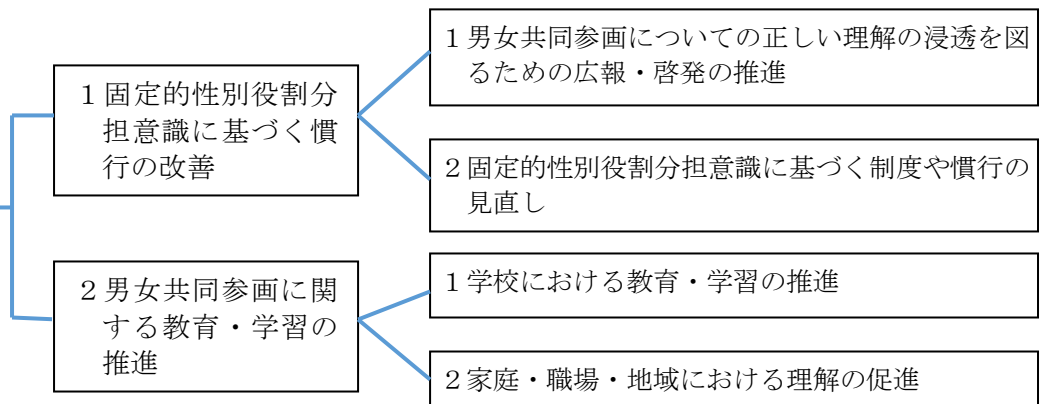 1固定的性別役割分
担意識に基づく慣
行の改善
1男女共同参画についての正しい理解の浸透を図
るための広報・啓発の推進
2固定的性別役割分担意識に基づく制度や慣行の
見直し
2男女共同参画に関
する教育・学習の
推進
1学校における教育・学習の推進
2家庭・職場・地域における理解の促進